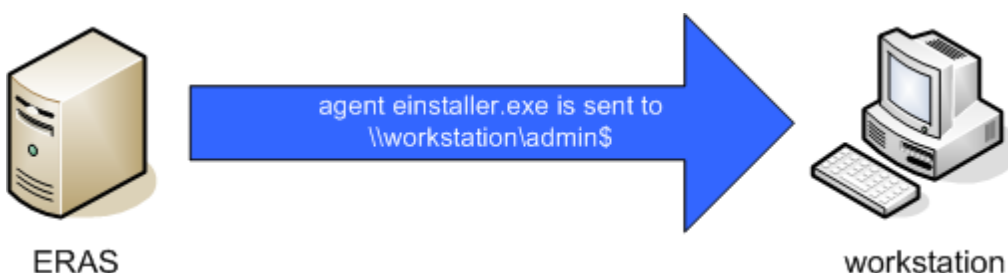 agent einstaller.exe is sent to
\\workstation\admin$
ERAS
workstation